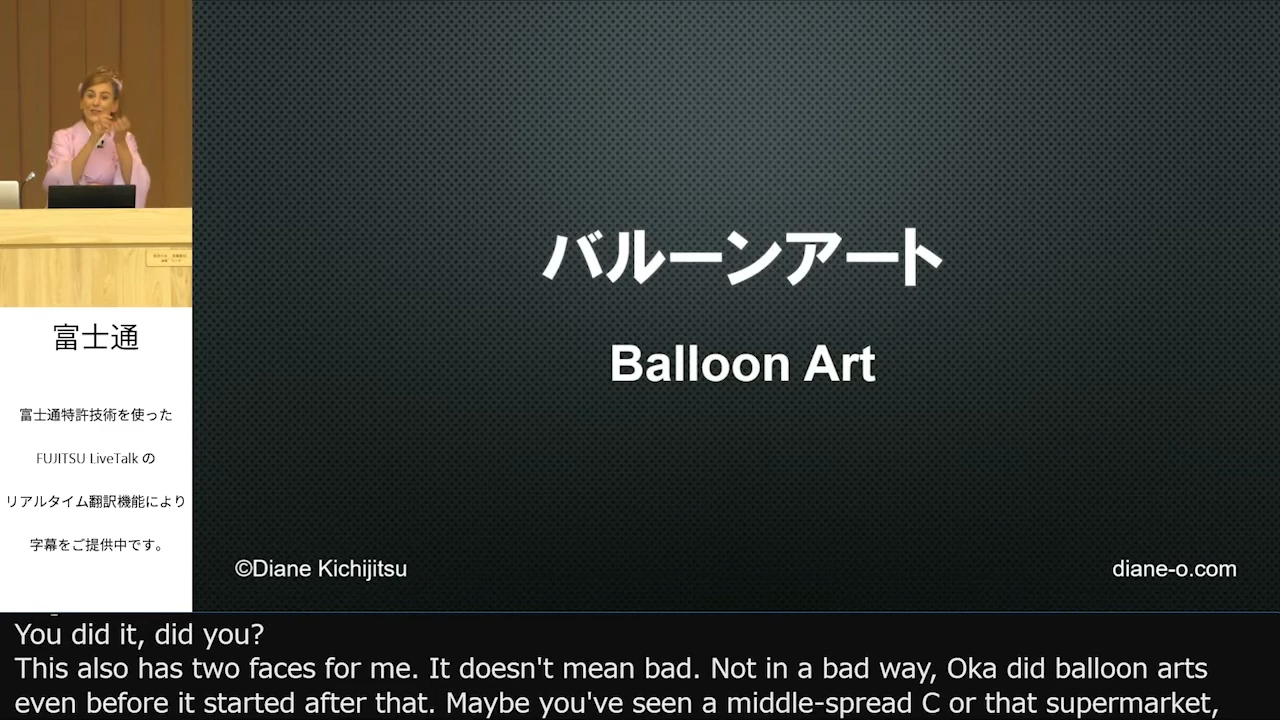 バルーンアート
Balloon Art
©Diane Kichijitsu
diane-o.com
富士通
富士通特許技術を使った
FUJITSU LiveTalk の
リアルタイム翻訳機能により
字幕をご提供中です。
You did it, did you?
This also has two faces for me. It doesn't mean bad. Not in a bad way, Oka did balloon arts
even before it started after that. Maybe you've seen a middle-spread C or that supermarket,